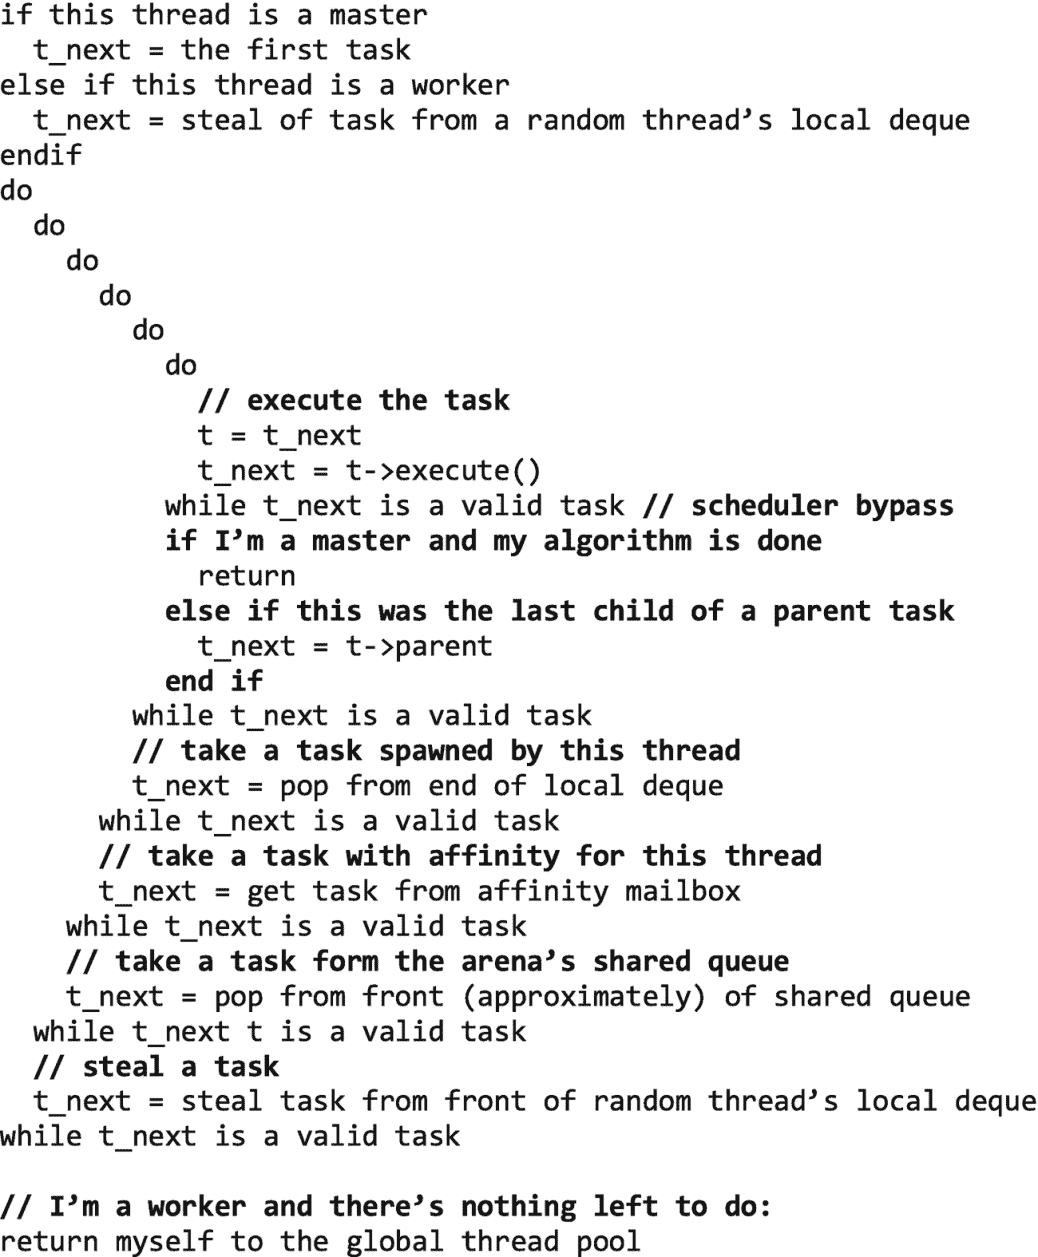 if this thread is a master
  t_next = the first task
else if this thread is a worker
  t_next = steal of task from a random thread’s local deque
endif
do
  do
    do
      do
        do
          do
            // execute the task
            t = t_next
            t_next = t->execute()
          while t_next is a valid task // scheduler bypass
          if I’m a master and my algorithm is done
            return
          else if this was the last child of a parent task
            t_next = t->parent
          end if
        while t_next is a valid task
        // take a task spawned by this thread
        t_next = pop from end of local deque
      while t_next is a valid task
      // take a task with affinity for this thread
      t_next = get task from affinity mailbox
    while t_next is a valid task
    // take a task form the arena’s shared queue
    t_next = pop from front (approximately) of shared queue
  while t_next t is a valid task
  // steal a task
  t_next = steal task from front of random thread’s local deque
while t_next is a valid task

// I’m a worker and there’s nothing left to do:
return myself to the global thread pool